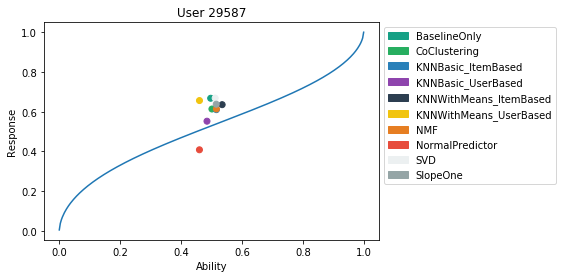 User 29587
1.0
0.8
0.6
0.4
0.2
0.0
Response
0.0 0.2 0.4 0.6 0.8 1.0
Ability
BaselineOnly
CoClustering
KNNBasic_ItemBased
KNNBasic_UserBased
KNNWithMeans_ItemBased
KNNWithMeans_UserBased
NMF
NormalPredictor
SVD
SlopeOne